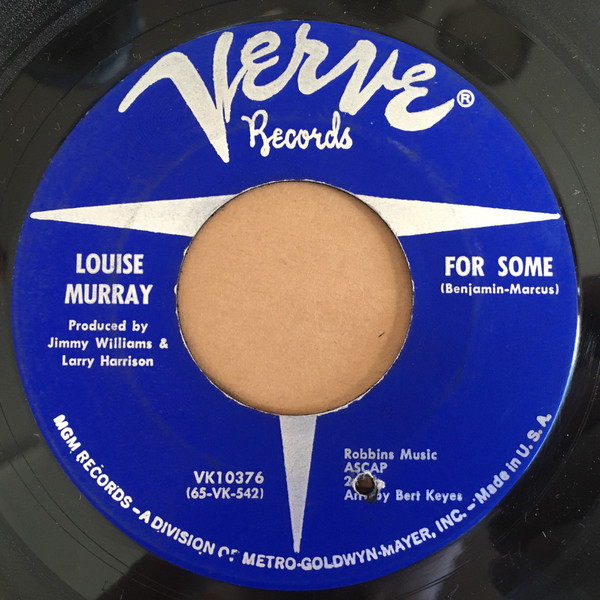 Verve®
Records
LOUISE
MURRAY
Produced by
Jimmy Williams &
Larry Harrison
FOR SOME
(Benjamin-Marcus)
VK10376
(65-VK-542)
Robbins Music
ASCAP
by Bert Keyes
MGM RECORDS - A DIVISION OF METRO-GOLDWYN-MAYER, INC. - Made in U. S. A.